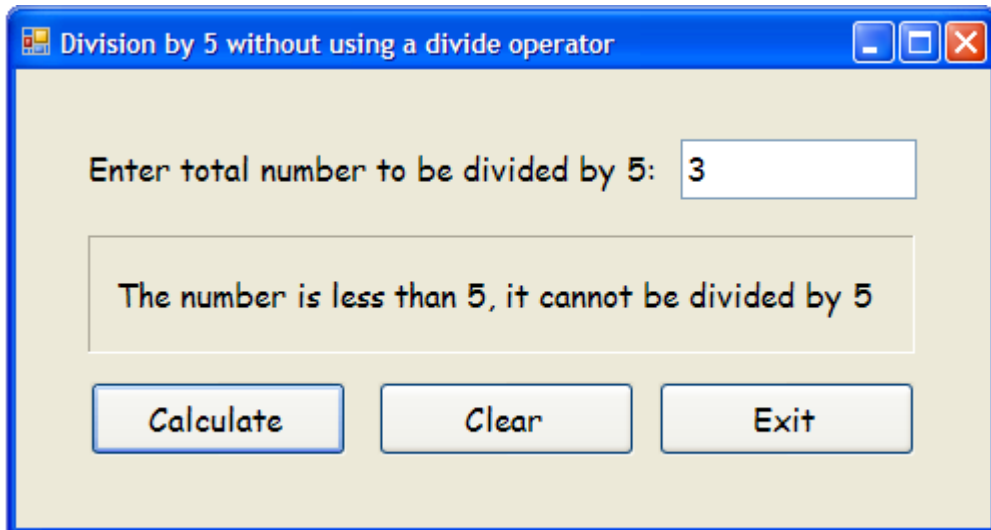 Division by 5 without using a divide operator
Enter total number to be divided by 5: 3
The number is less than 5, it cannot be divided by 5
Calculate Clear Exit